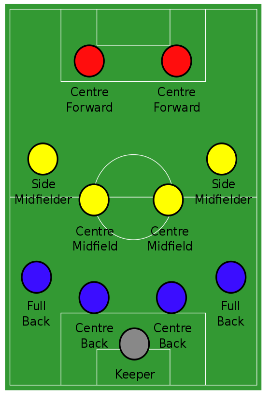 Centre
Forward
Centre
Forward
Side
Midfielder
Side
Midfielder
Centre
Midfield
Centre
Midfield
Full
Back
Centre
Back
Centre
Back
Full
Back
Keeper